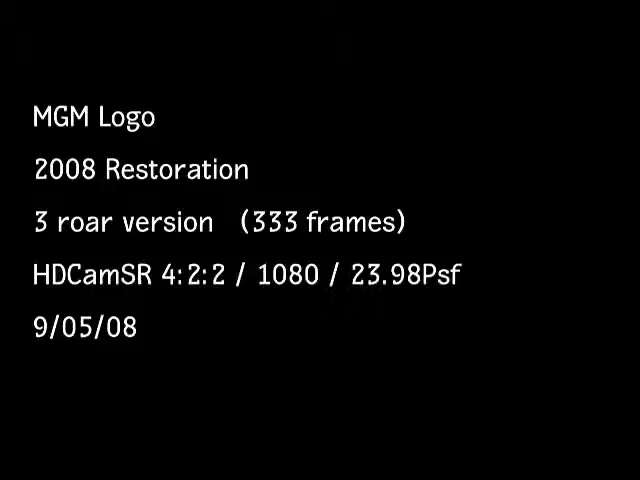 MGM Logo
2008 Restoration
3 roar version (333 frames)
HDCamSR 4:2:2 / 1080 / 23.98Psf
9/05/08